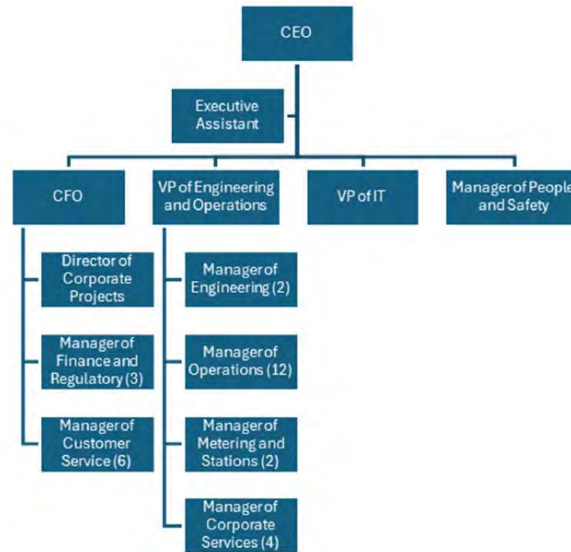 CEO
Executive
Assistant
CFO
VP of Engineering
and Operations
VP of IT
Manager of People
and Safety
Director of
Corporate
Projects
Manager of
Finance and
Regulatory (3)
Manager of
Customer
Service (6)
Manager of
Engineering (2)
Manager of
Operations (12)
Manager of
Metering and
Stations (2)
Manager of
Corporate
Services (4)